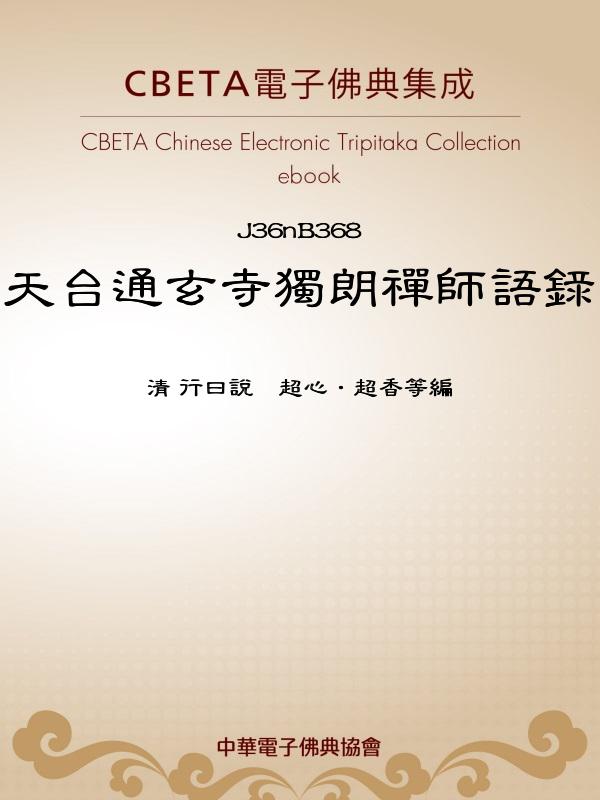 CBETA電子佛典集成
CBETA Chinese Electronic Tripitaka Collection
ebook
J36nB368
天台通玄寺獨朗禪師語錄
清 行日說　超心．超香等編
中華電子佛典協會